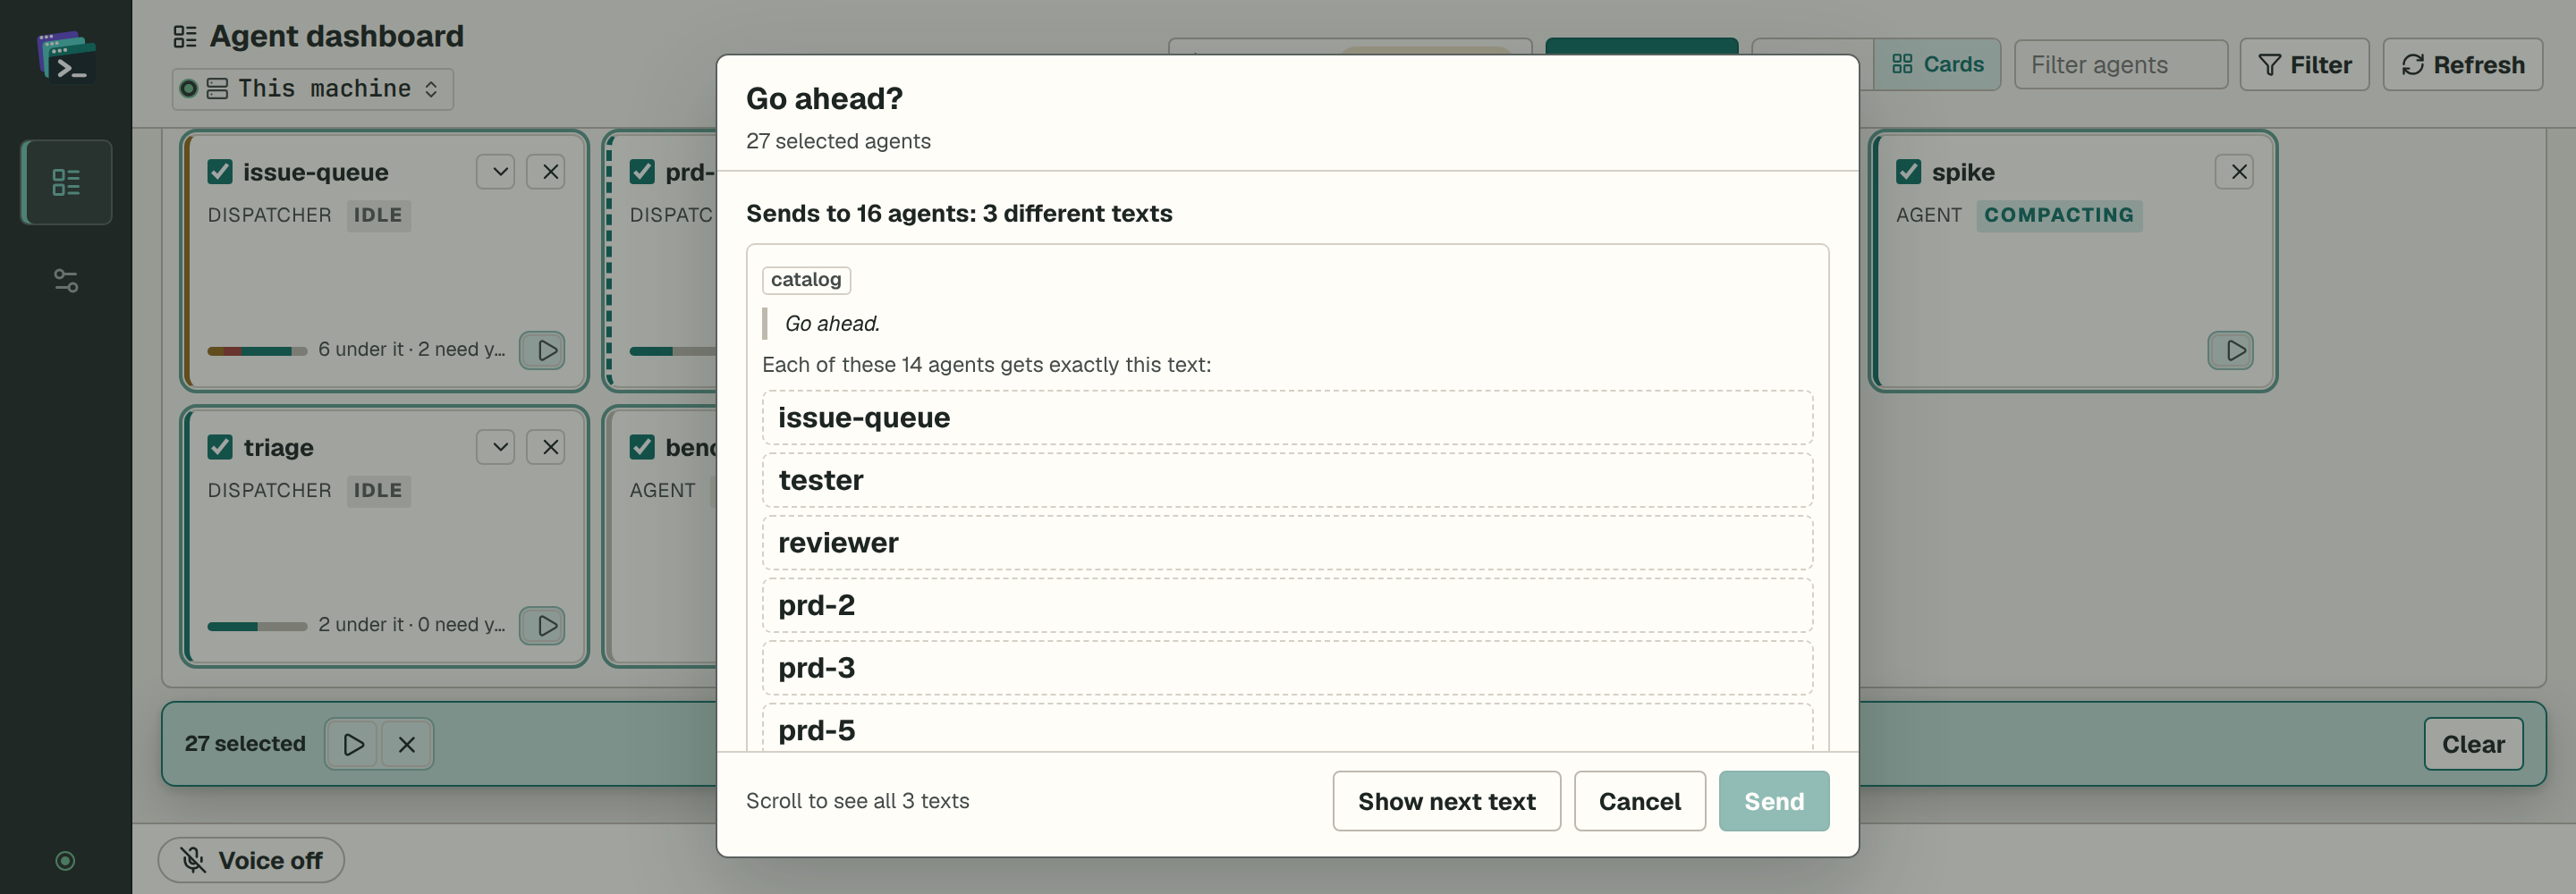 Agent dashboard
This machine
Cards
Filter agents
Filter
Refresh
issue-queue
DISPATCHER IDLE
6 under it · 2 need y...
prd-
DISPATC
spike
AGENT COMPACTING
triage
DISPATCHER IDLE
2 under it · 0 need y...
AGENT
27 selected
Clear
Voice off
Go ahead?
27 selected agents
Sends to 16 agents: 3 different texts
catalog
Go ahead.
Each of these 14 agents gets exactly this text:
issue-queue
tester
reviewer
prd-2
prd-3
prd-5
Scroll to see all 3 texts
Show next text
Cancel
Send